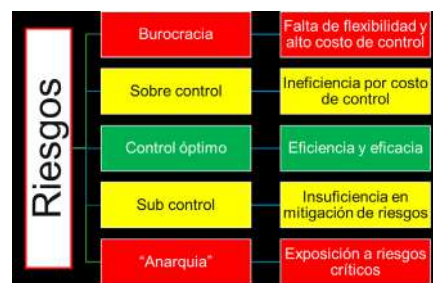 Riesgos
Burocracia
Falta de flexibilidad y
alto costo de control
Sobre control
Ineficiencia por costo
de control
Control óptimo
Eficiencia y eficacia
Sub control
Insuficiencia en
mitigación de riesgos
"Anarquia"
Exposición a riesgos
críticos